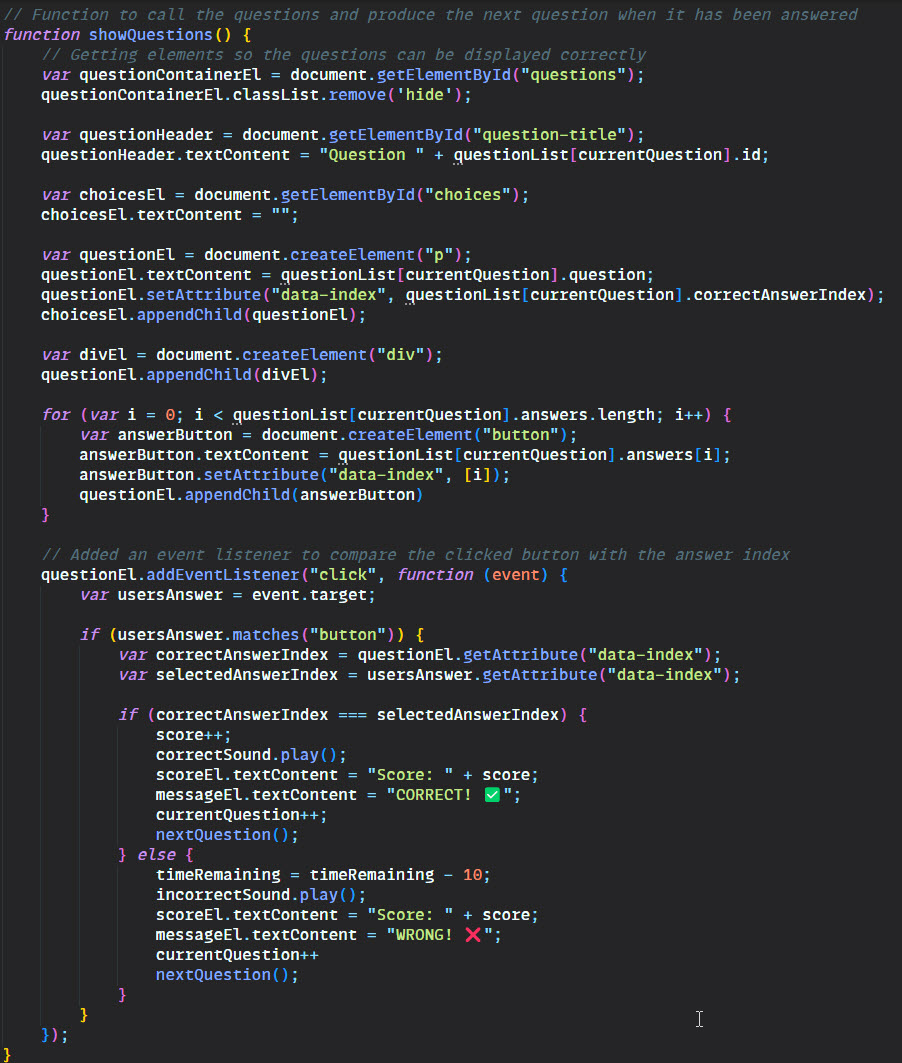 // Function to call the questions and produce the next question when it has been answered
function showQuestions() {
    // Getting elements so the questions can be displayed correctly
    var questionContainerEl = document.getElementById("questions");
    questionContainerEl.classList.remove('hide');

    var questionHeader = document.getElementById("question-title");
    questionHeader.textContent = "Question " + questionList[currentQuestion].id;

    var choicesEl = document.getElementById("choices");
    choicesEl.textContent = "";

    var questionEl = document.createElement("p");
    questionEl.textContent = questionList[currentQuestion].question;
    questionEl.setAttribute("data-index", questionList[currentQuestion].correctAnswerIndex);
    choicesEl.appendChild(questionEl);

    var divEl = document.createElement("div");
    questionEl.appendChild(divEl);

    for (var i = 0; i < questionList[currentQuestion].answers.length; i++) {
        var answerButton = document.createElement("button");
        answerButton.textContent = questionList[currentQuestion].answers[i];
        answerButton.setAttribute("data-index", [i]);
        questionEl.appendChild(answerButton)
    }

    // Added an event listener to compare the clicked button with the answer index
    questionEl.addEventListener("click", function (event) {
        var usersAnswer = event.target;

        if (usersAnswer.matches("button")) {
            var correctAnswerIndex = questionEl.getAttribute("data-index");
            var selectedAnswerIndex = usersAnswer.getAttribute("data-index");

            if (correctAnswerIndex === selectedAnswerIndex) {
                score++;
                correctSound.play();
                scoreEl.textContent = "Score: " + score;
                messageEl.textContent = "CORRECT! ✅";
                currentQuestion++;
                nextQuestion();
            } else {
                timeRemaining = timeRemaining - 10;
                incorrectSound.play();
                scoreEl.textContent = "Score: " + score;
                messageEl.textContent = "WRONG! ❌";
                currentQuestion++
                nextQuestion();
            }
        }
    });
}